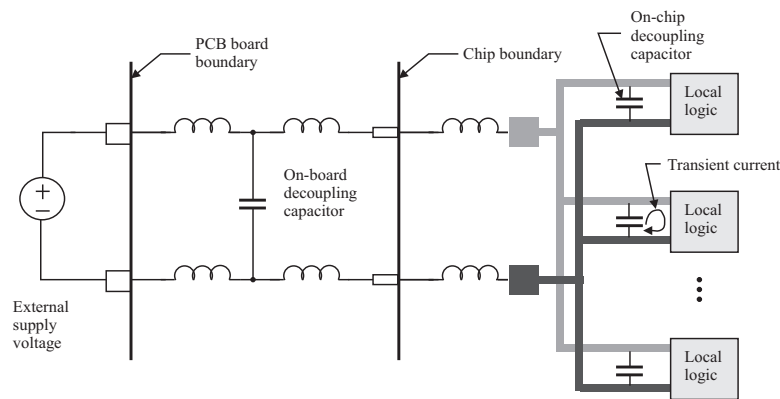 On-chip
decoupling
capacitor
PCB board
boundary
Chip boundary
Local
logic
On-board
decoupling
capacitor
Transient current
Local
logic
External
supply
voltage
Local
logic